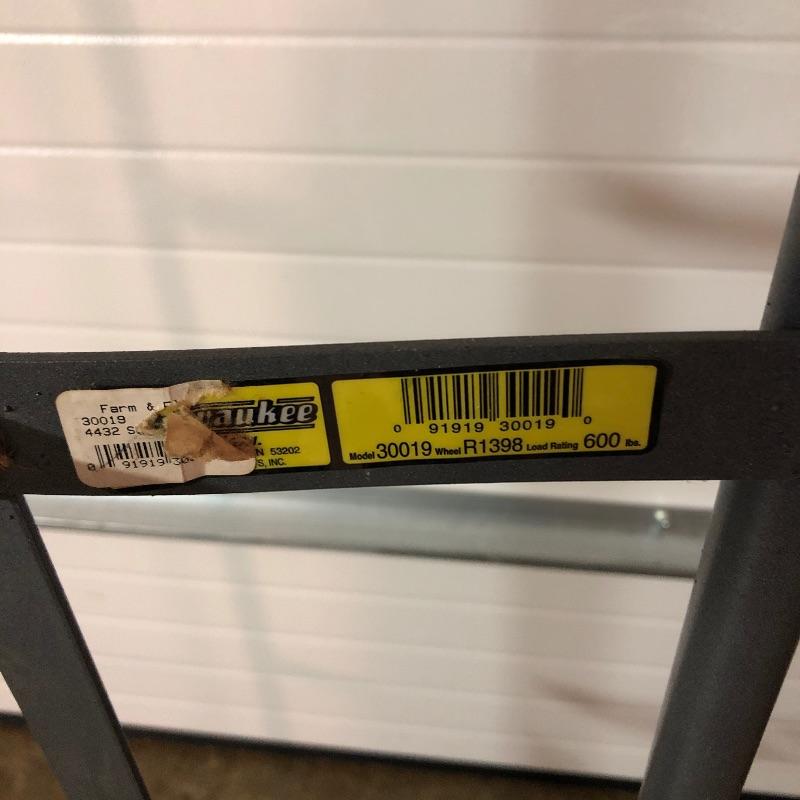 Farm &
30019
4432
0 91919 30
aukee
53202
INC.
0 91919 30019 0
Model 30019 Wheel R1398 Load Rating 600 lbs.